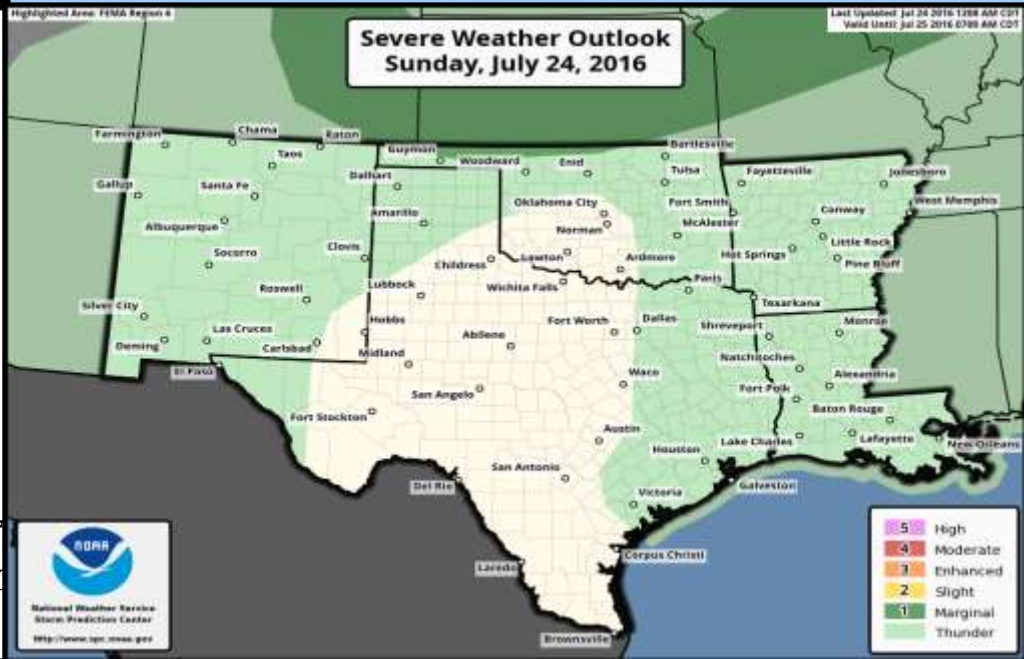 Highlighted Area: FEMA Region 6
Last Updated: Jul 24 2016 1208 AM CDT
Valid Until: Jul 25 2016 0700 AM CDT
Severe Weather Outlook
Sunday, July 24, 2016
Farmington
Chama
Raton
Guymon
Bartlesville
Taos
Woodward
Enid
Tulsa
Fayetteville
Jonesboro
Gallup
Santa Fe
Dalhart
Oklahoma City
Fort Smith
West Memphis
Albuquerque
Amarillo
Norman
McAlester
Conway
Socorro
Clovis
Childress
Lawton
Ardmore
Hot Springs
Little Rock
Pine Bluff
Roswell
Lubbock
Wichita Falls
Paris
Texarkana
Silver City
Las Cruces
Hobbs
Abilene
Fort Worth
Dallas
Shreveport
Monroe
Deming
Carlsbad
Midland
Natchitoches
El Paso
San Angelo
Waco
Fort Polk
Alexandria
Fort Stockton
Austin
Baton Rouge
Houston
Lake Charles
Lafayette
New Orleans
San Antonio
Del Rio
Victoria
Galveston
Corpus Christi
Laredo
Brownsville
NOAA
National Weather Service
Storm Prediction Center
http://www.spc.noaa.gov
5 High
4 Moderate
3 Enhanced
2 Slight
1 Marginal
Thunder